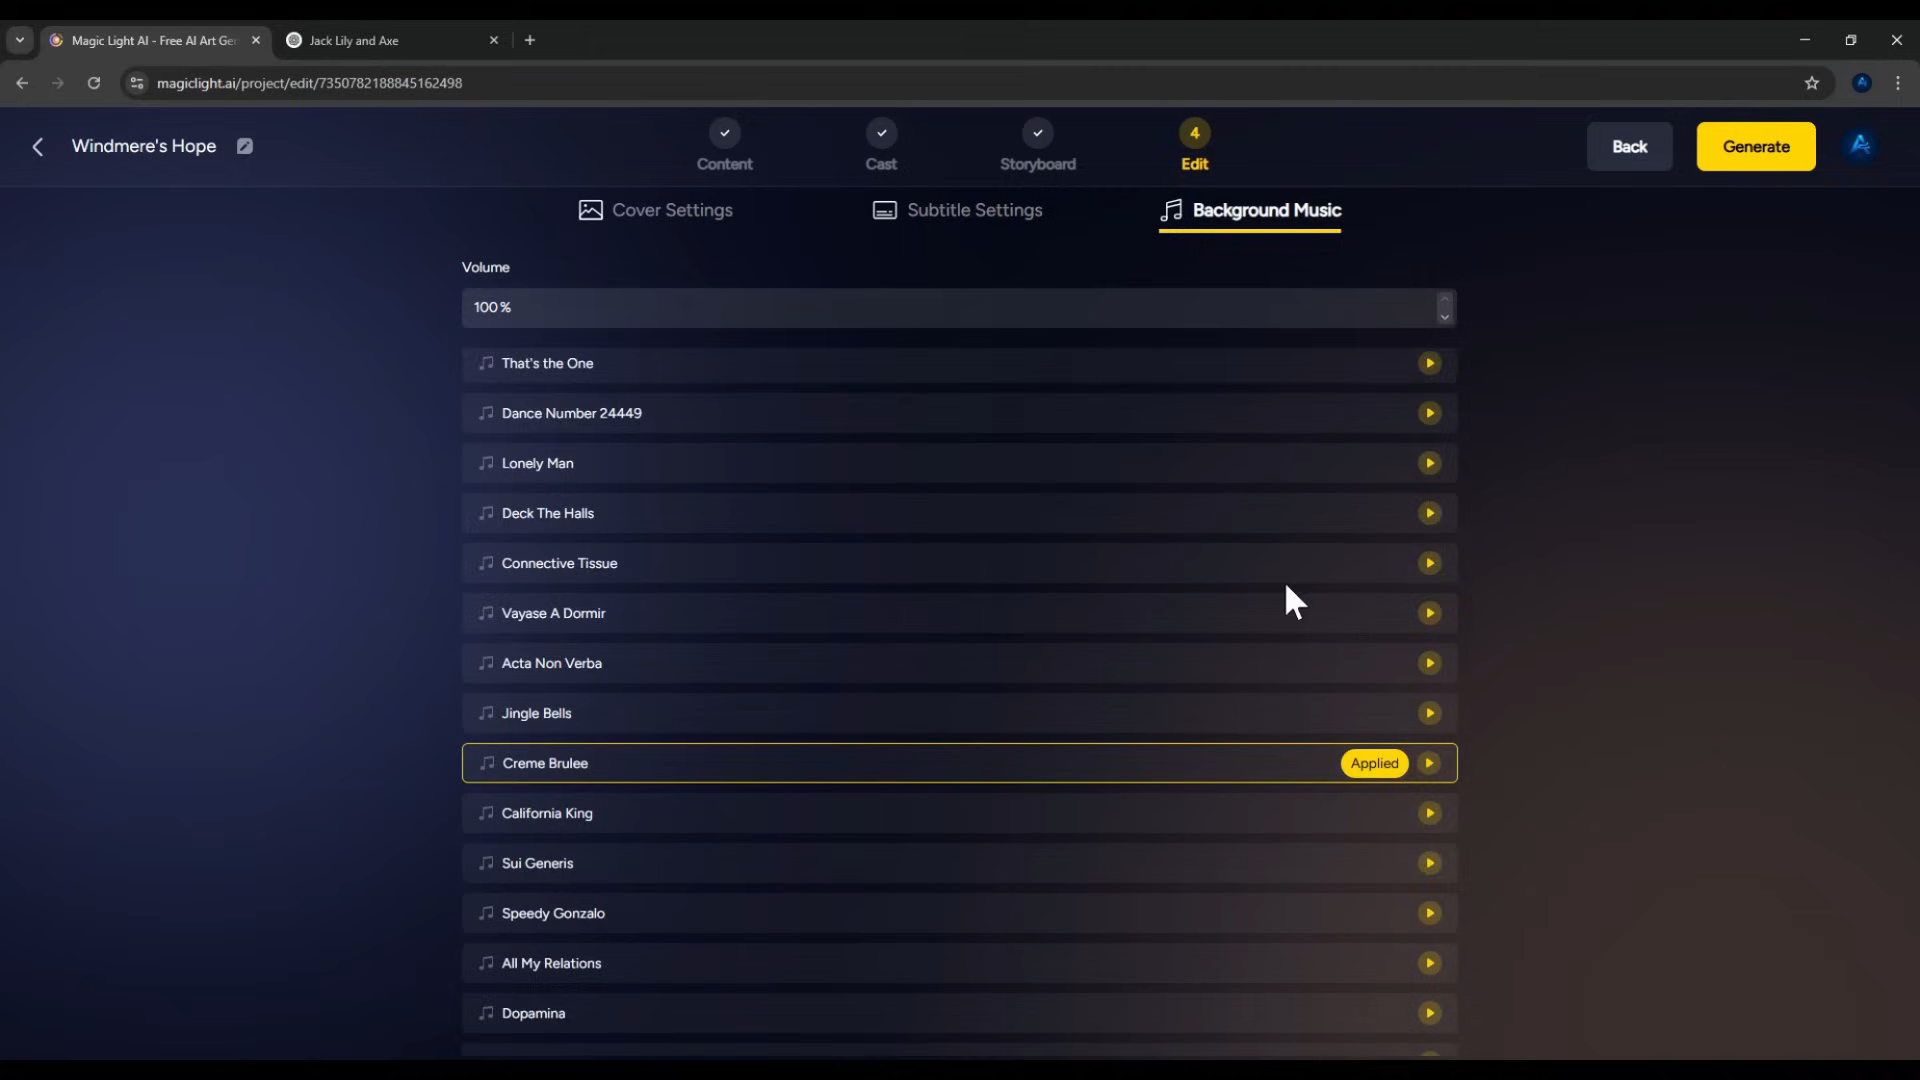 Magic Light AI - Free AI Art Ge
Jack Lily and Axe
magiclight.ai/project/edit/7350782188845162498
Windmere's Hope
Content
Cast
Storyboard
4
Edit
Back
Generate
Cover Settings
Subtitle Settings
Background Music
Volume
100 %
That's the One
Dance Number 24449
Lonely Man
Deck The Halls
Connective Tissue
Vayase A Dormir
Acta Non Verba
Jingle Bells
Creme Brulee
Applied
California King
Sui Generis
Speedy Gonzalo
All My Relations
Dopamina